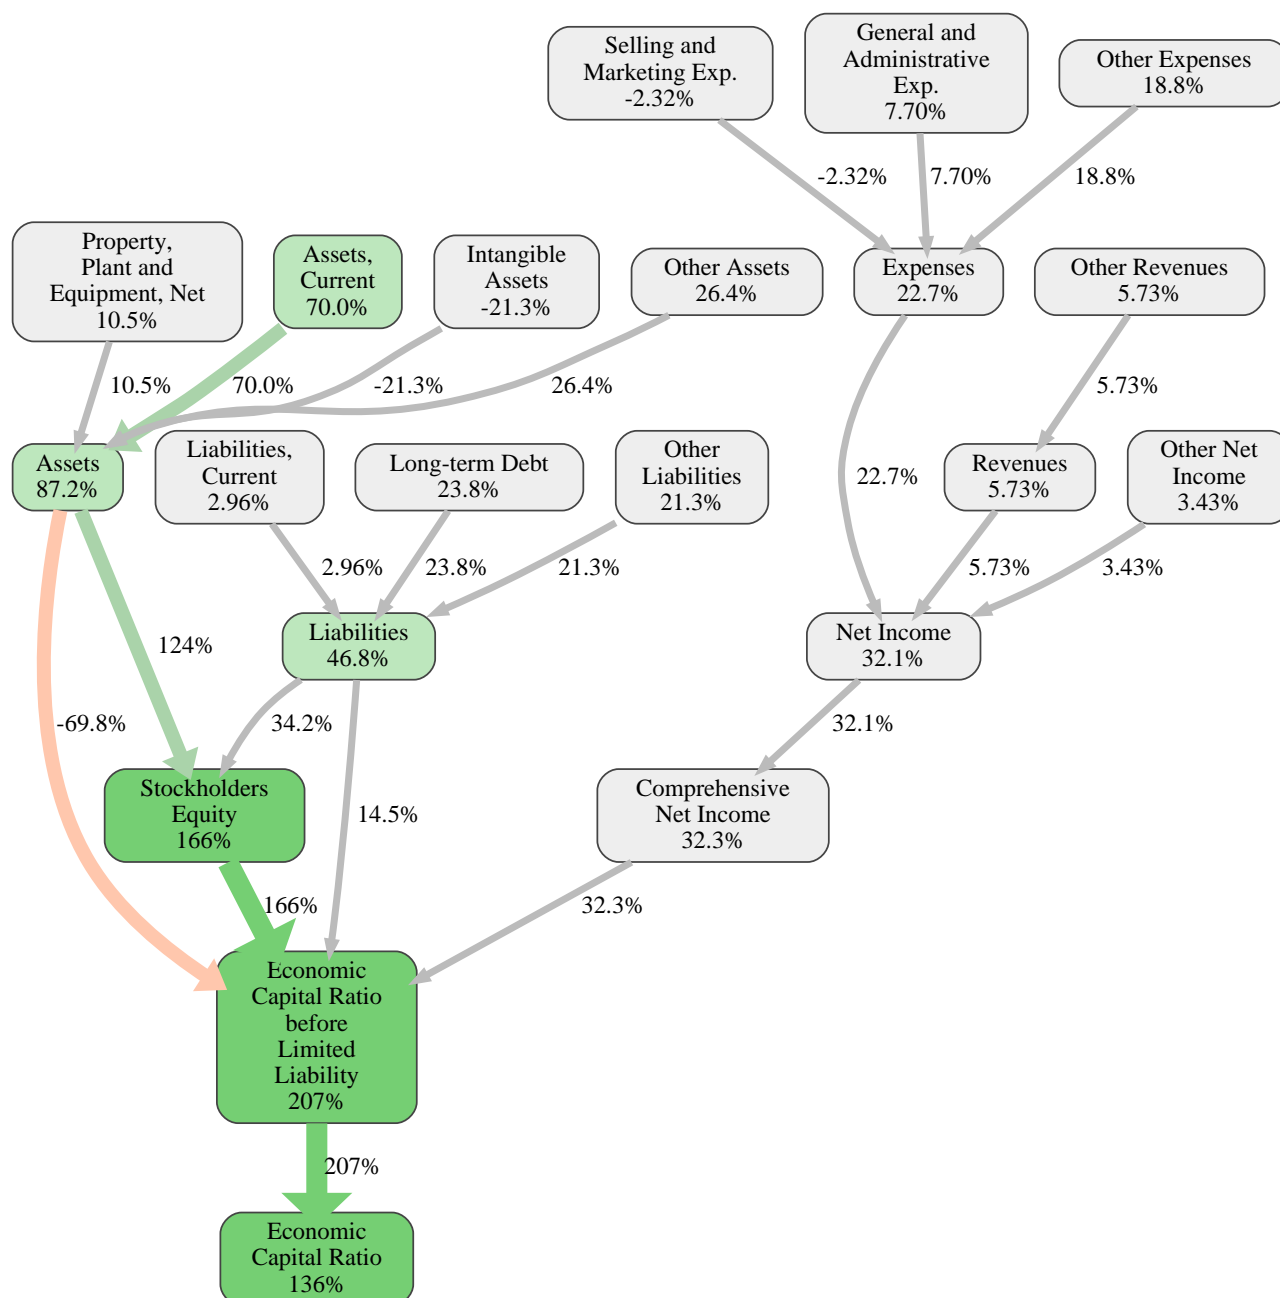 Selling and
Marketing Exp.
-2.32%
General and
Administrative
Exp.
7.70%
Other Expenses
18.8%
-2.32%
7.70%
18.8%
Property,
Plant and
Equipment, Net
10.5%
Assets,
Current
70.0%
Intangible
Assets
-21.3%
Other Assets
26.4%
Expenses
22.7%
Other Revenues
5.73%
10.5%
70.0%
-21.3%
26.4%
5.73%
Assets
87.2%
Liabilities,
Current
2.96%
Long-term Debt
23.8%
Other
Liabilities
21.3%
22.7%
Revenues
5.73%
Other Net
Income
3.43%
2.96%
23.8%
21.3%
5.73%
3.43%
124%
Liabilities
46.8%
Net Income
32.1%
-69.8%
34.2%
32.1%
Stockholders
Equity
166%
14.5%
Comprehensive
Net Income
32.3%
166%
32.3%
Economic
Capital Ratio
before
Limited
Liability
207%
207%
Economic
Capital Ratio
136%